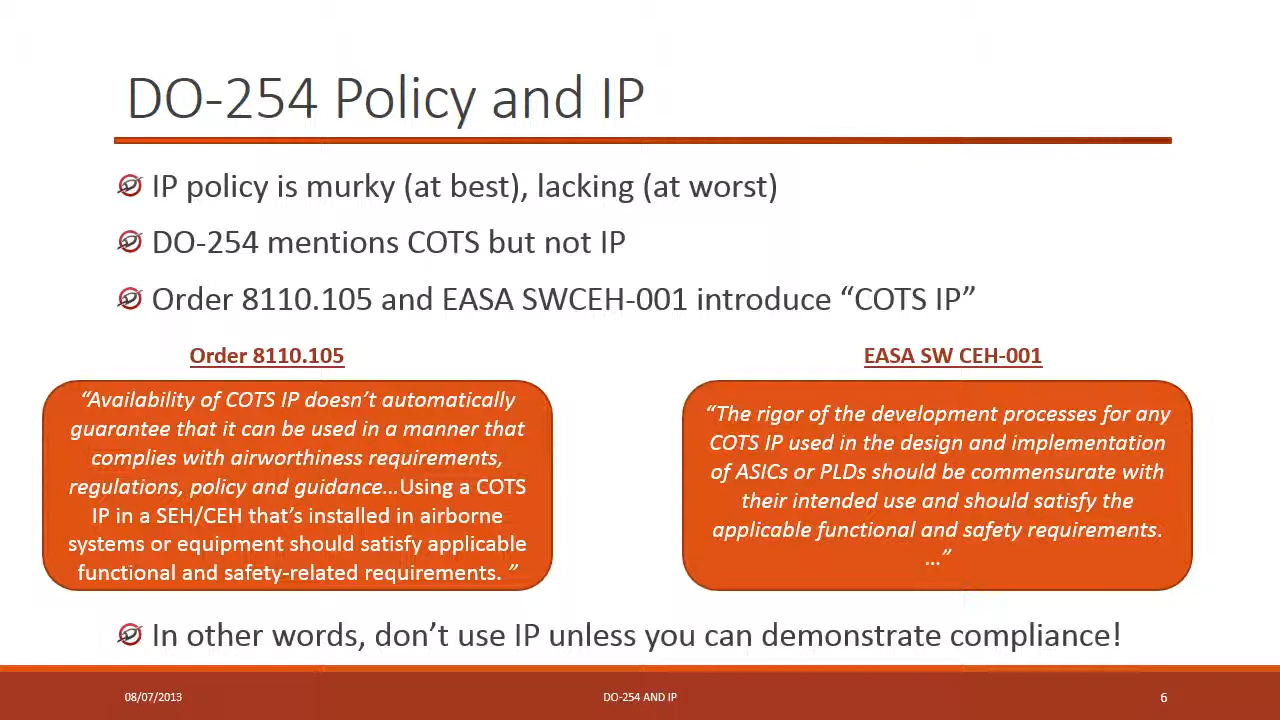 DO-254 Policy and IP
IP policy is murky (at best), lacking (at worst)
DO-254 mentions COTS but not IP
Order 8110.105 and EASA SWCEH-001 introduce “COTS IP”
Order 8110.105
“Availability of COTS IP doesn’t automatically
guarantee that it can be used in a manner that
complies with airworthiness requirements,
regulations, policy and guidance…Using a COTS
IP in a SEH/CEH that’s installed in airborne
systems or equipment should satisfy applicable
functional and safety-related requirements. ”
EASA SW CEH-001
“The rigor of the development processes for any
COTS IP used in the design and implementation
of ASICs or PLDs should be commensurate with
their intended use and should satisfy the
applicable functional and safety requirements.
…”
In other words, don’t use IP unless you can demonstrate compliance!
08/07/2013
DO-254 AND IP
6